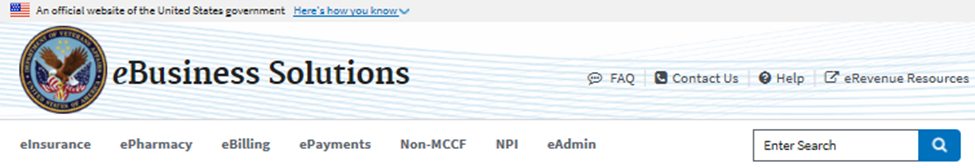 An official website of the United States government Here's how you know
eBusiness Solutions
FAQ Contact Us Help eRevenue Resources
eInsurance ePharmacy eBilling ePayments Non-MCCF NPI eAdmin Enter Search